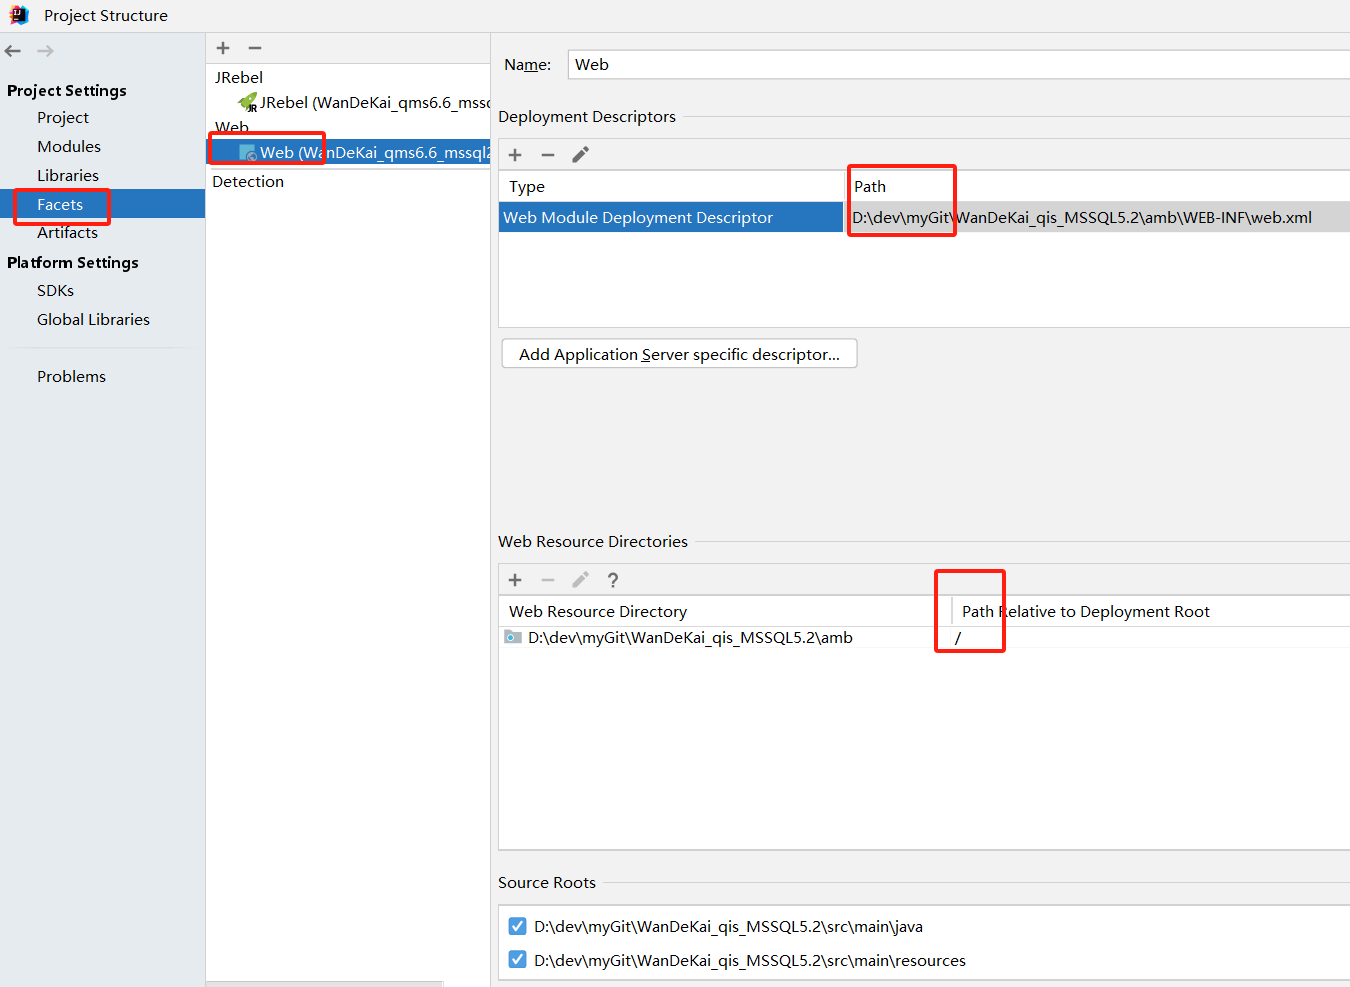 Project Structure
Project Settings
Project
Modules
Libraries
Facets
Artifacts
Platform Settings
SDKs
Global Libraries
Problems
JRebel
JRebel (WanDeKai_qms6.6_mssq
Web
Web (WanDeKai_qms6.6_mssql2
Detection
Name: Web
Deployment Descriptors
Type Path
Web Module Deployment Descriptor D:\dev\myGit\WanDeKai_qis_MSSQL5.2\amb\WEB-INF\web.xml
Add Application Server specific descriptor...
Web Resource Directories
?
Web Resource Directory Path Relative to Deployment Root
D:\dev\myGit\WanDeKai_qis_MSSQL5.2\amb /
Source Roots
D:\dev\myGit\WanDeKai_qis_MSSQL5.2\src\main\java
D:\dev\myGit\WanDeKai_qis_MSSQL5.2\src\main\resources